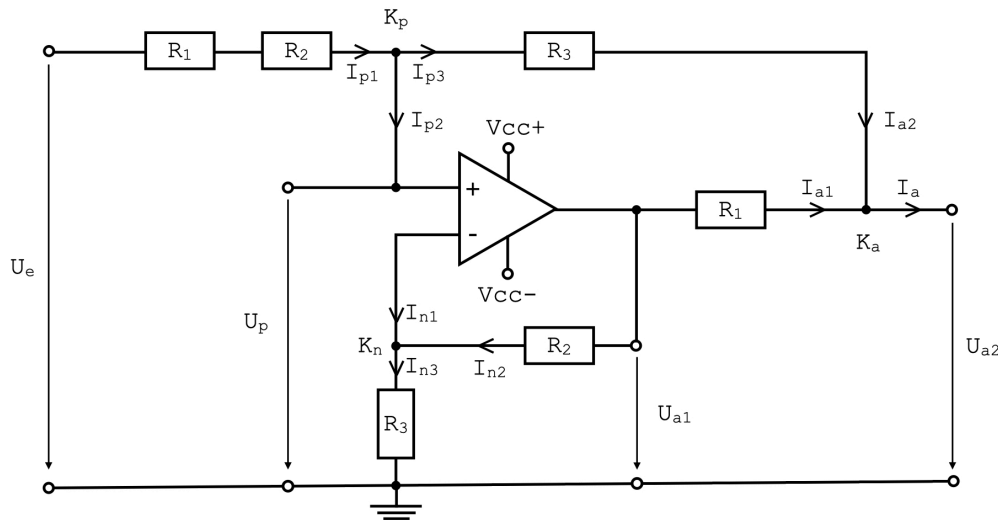 Kp
R1
R2
R3
Ip1
Ip3
Ip2
Ia2
Vcc+
+
-
R1
Ia1
Ia
Ka
Vcc-
Ue
Up
In1
Kn
R2
In3
In2
Ua2
R3
Ua1